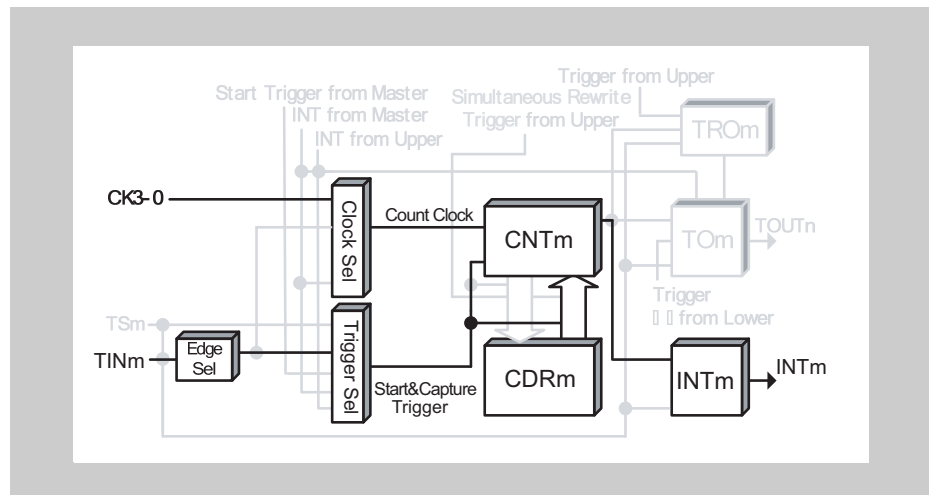 Trigger from Upper
Start Trigger from Master
Simultaneous Rewrite
INT from Master
Trigger from Upper
TROm
INT from Upper
CK3-0
Clock Sel
Count Clock
CNTm
TOm
TOUTn
Trigger
from Lower
TSm
TINm
Edge
Sel
Trigger Sel
Start&Capture
Trigger
CDRm
INTm
INTm